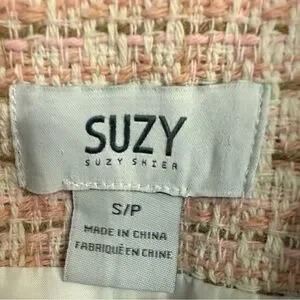 SUZY
SUZY SHIER
S/P
MADE IN CHINA
FABRIQUÉ EN CHINE